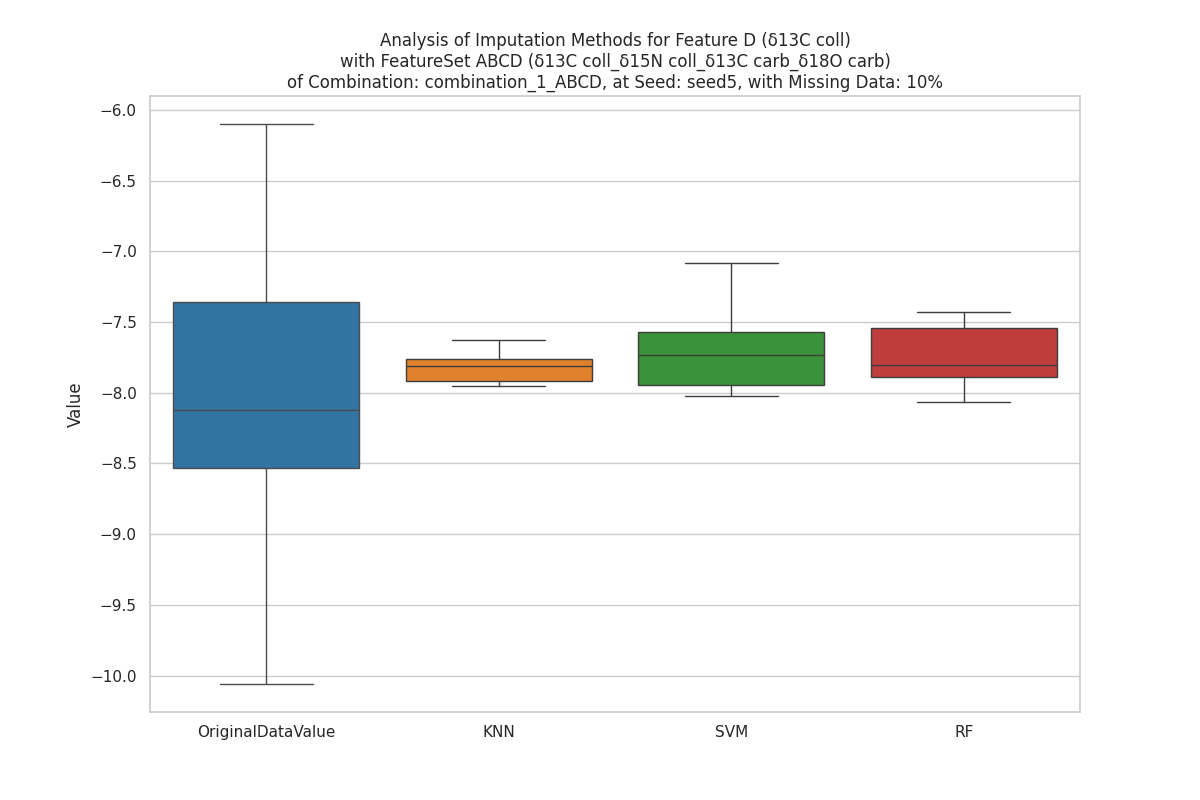 Analysis of Imputation Methods for Feature D (δ13C coll)
with FeatureSet ABCD (δ13C coll_δ15N coll_δ13C carb_δ18O carb)
of Combination: combination_1_ABCD, at Seed: seed5, with Missing Data: 10%
−6.0
−6.5
−7.0
−7.5
−8.0
−8.5
−9.0
−9.5
−10.0
Value
OriginalDataValue
KNN
SVM
RF